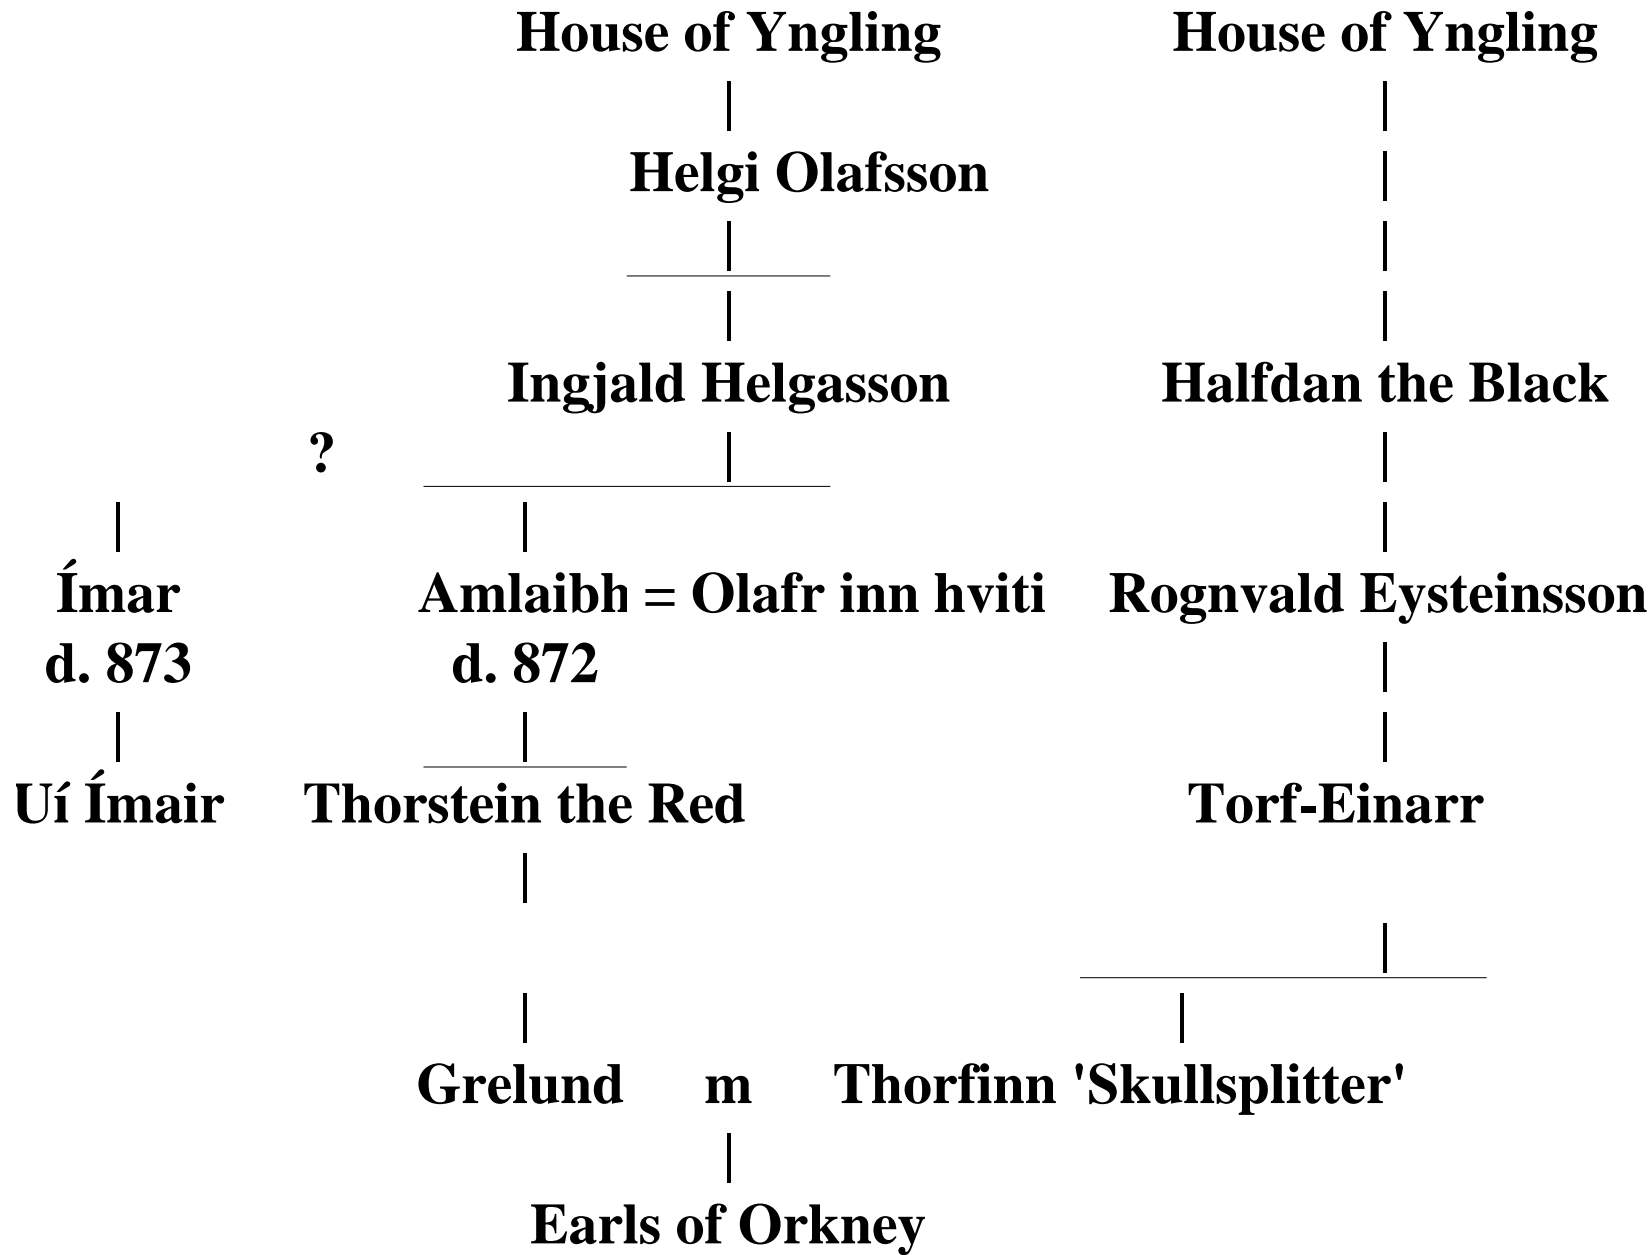 House of Yngling House of Yngling
Helgi Olafsson
Ingjald Helgasson Halfdan the Black
?
Ímar Amlaibh = Olafr inn hviti Rognvald Eysteinsson
d. 873 d. 872
Uí Ímair Thorstein the Red Torf-Einarr
Grelund m Thorfinn 'Skullsplitter'
Earls of Orkney